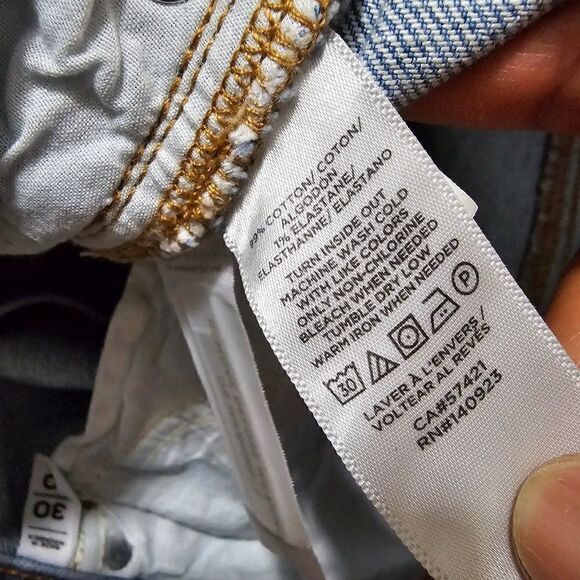 99% COTTON/ COTON/
ALGODON
1% ELASTANE/
ELASTHANNE/ ELASTANO
TURN INSIDE OUT
MACHINE WASH COLD
WITH LIKE COLORS
ONLY NON-CHLORINE
BLEACH WHEN NEEDED
TUMBLE DRY LOW
WARM IRON WHEN NEEDED
30
P
LAVER À L'ENVERS/
VOLTEAR AL REVÉS
CA#57421
RN#140923
30